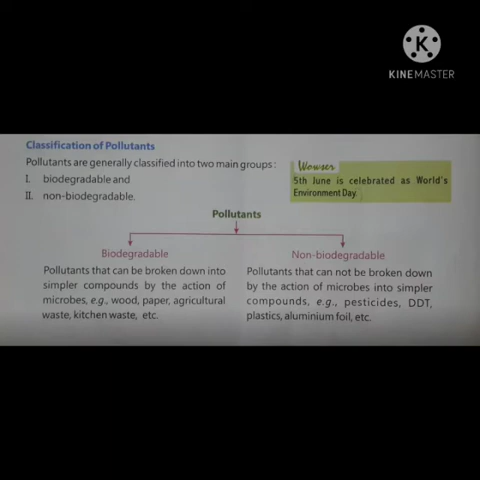 K
KINEMASTER
Classification of Pollutants
Pollutants are generally classified into two main groups :
I. biodegradable and
II. non-biodegradable.
Wowser
5th June is celebrated as World's
Environment Day.
Pollutants
Biodegradable
Pollutants that can be broken down into
simpler compounds by the action of
microbes, e.g., wood, paper, agricultural
waste, kitchen waste, etc.
Non-biodegradable
Pollutants that can not be broken down
by the action of microbes into simpler
compounds, e.g., pesticides, DDT,
plastics, aluminium foil, etc.